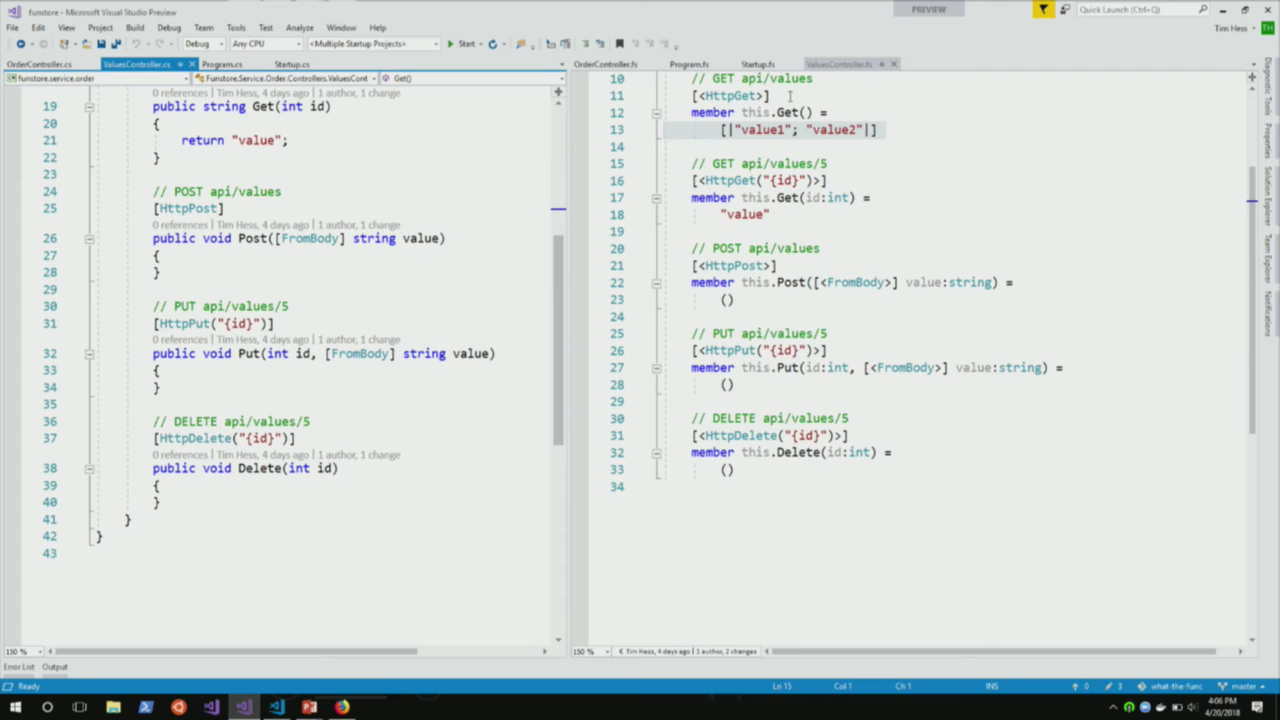 funstore - Microsoft Visual Studio Preview
PREVIEW
Quick Launch (Ctrl+Q)
File Edit View Project Build Debug Team Tools Test Analyze Window Help
Tim Hess TH
Debug Any CPU <Multiple Startup Projects> Start
OrderController.cs ValuesController.cs Program.cs Startup.cs
funstore.service.order Funstore.Service.Order.Controllers.ValuesCont Get()
0 references | Tim Hess, 4 days ago | 1 author, 1 change
19 public string Get(int id)
20 {
21 return "value";
22 }
23
24 // POST api/values
25 [HttpPost]
0 references | Tim Hess, 4 days ago | 1 author, 1 change
26 public void Post([FromBody] string value)
27 {
28 }
29
30 // PUT api/values/5
31 [HttpPut("{id}")]
0 references | Tim Hess, 4 days ago | 1 author, 1 change
32 public void Put(int id, [FromBody] string value)
33 {
34 }
35
36 // DELETE api/values/5
37 [HttpDelete("{id}")]
0 references | Tim Hess, 4 days ago | 1 author, 1 change
38 public void Delete(int id)
39 {
40 }
41 }
42 }
43
150 %
OrderController.fs Program.fs Startup.fs ValuesController.fs
10 // GET api/values
11 [<HttpGet>]
12 member this.Get() =
13 [|"value1"; "value2"|]
14
15 // GET api/values/5
16 [<HttpGet("{id}")>]
17 member this.Get(id:int) =
18 "value"
19
20 // POST api/values
21 [<HttpPost>]
22 member this.Post([<FromBody>] value:string) =
23 ()
24
25 // PUT api/values/5
26 [<HttpPut("{id}")>]
27 member this.Put(id:int, [<FromBody>] value:string) =
28 ()
29
30 // DELETE api/values/5
31 [<HttpDelete("{id}")>]
32 member this.Delete(id:int) =
33 ()
34
150 % Tim Hess, 4 days ago | 1 author, 2 changes
Diagnostic Tools
Properties
Solution Explorer
Team Explorer
Notifications
Error List Output
Ready Ln 15 Col 1 Ch 1 INS 0 3 what-the-func master
4:06 PM
4/20/2018